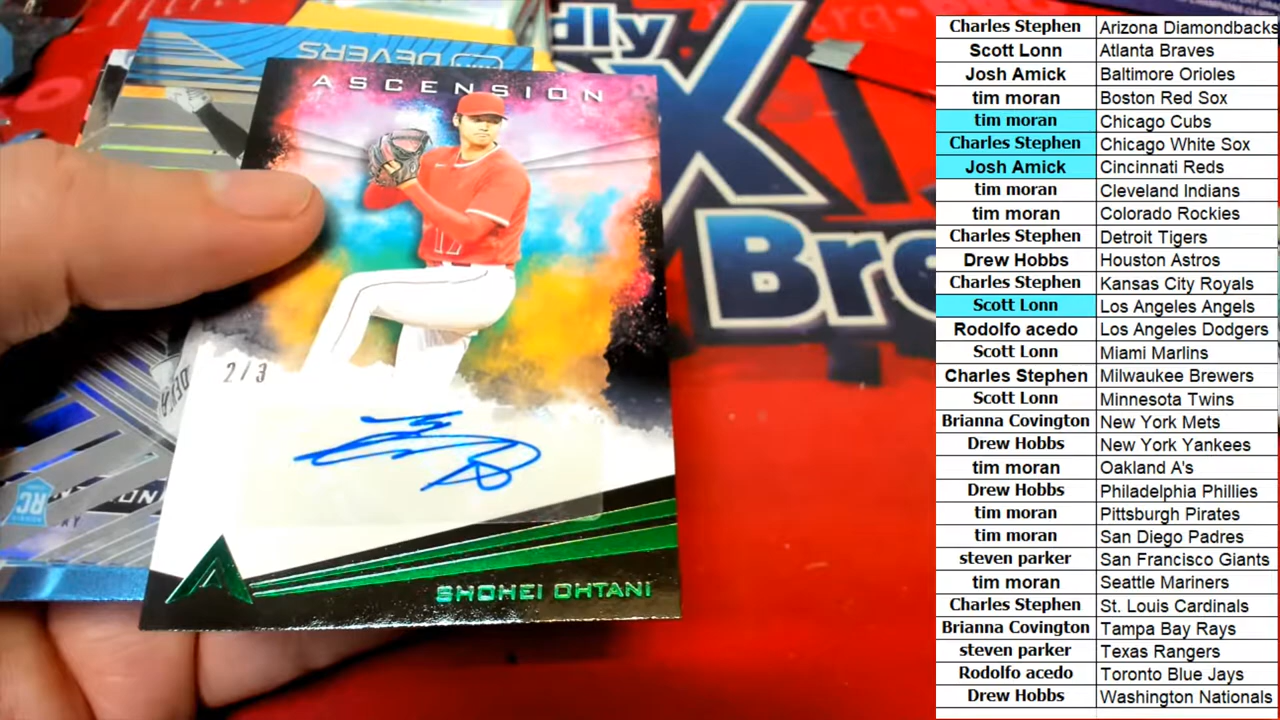 DEVERS
ASCENSION
17
2/3
SHOHEI OHTANI
RC
dly
X
Bro
Charles Stephen Arizona Diamondbacks
Scott Lonn Atlanta Braves
Josh Amick Baltimore Orioles
tim moran Boston Red Sox
tim moran Chicago Cubs
Charles Stephen Chicago White Sox
Josh Amick Cincinnati Reds
tim moran Cleveland Indians
tim moran Colorado Rockies
Charles Stephen Detroit Tigers
Drew Hobbs Houston Astros
Charles Stephen Kansas City Royals
Scott Lonn Los Angeles Angels
Rodolfo acedo Los Angeles Dodgers
Scott Lonn Miami Marlins
Charles Stephen Milwaukee Brewers
Scott Lonn Minnesota Twins
Brianna Covington New York Mets
Drew Hobbs New York Yankees
tim moran Oakland A's
Drew Hobbs Philadelphia Phillies
tim moran Pittsburgh Pirates
tim moran San Diego Padres
steven parker San Francisco Giants
tim moran Seattle Mariners
Charles Stephen St. Louis Cardinals
Brianna Covington Tampa Bay Rays
steven parker Texas Rangers
Rodolfo acedo Toronto Blue Jays
Drew Hobbs Washington Nationals